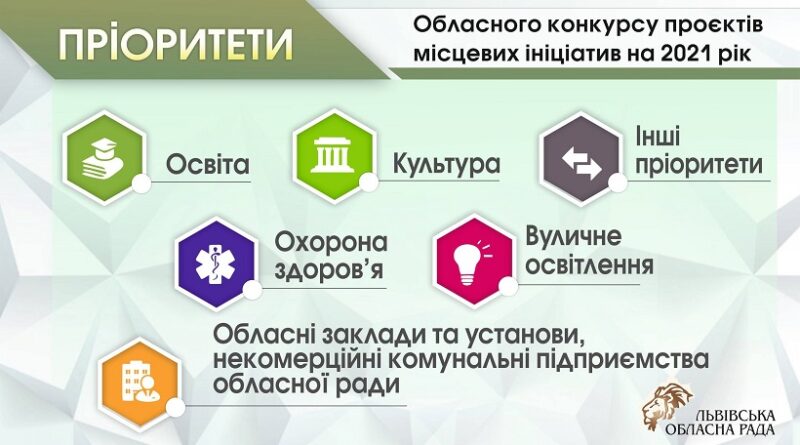 ПРІОРИТЕТИ
Обласного конкурсу проєктів
місцевих ініціатив на 2021 рік
Освіта
Культура
Інші
пріоритети
Охорона
здоров'я
Вуличне
освітлення
Обласні заклади та установи,
некомерційні комунальні підприємства
обласної ради
ЛЬВІВСЬКА
ОБЛАСНА РАДА